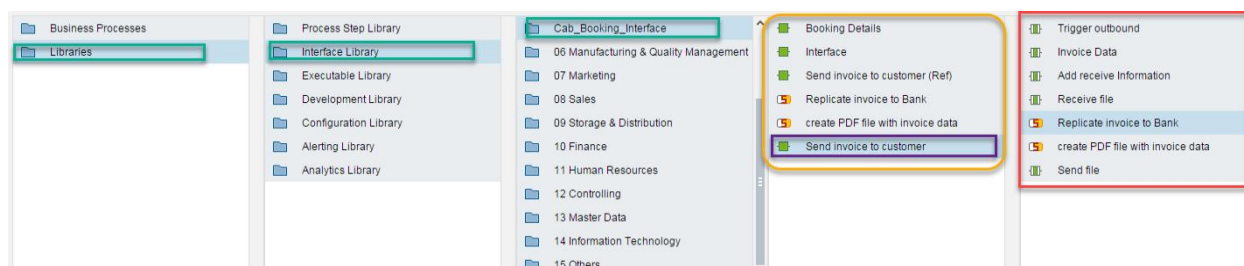 Business Processes
Libraries
Process Step Library
Interface Library
Executable Library
Development Library
Configuration Library
Alerting Library
Analytics Library
Cab_Booking_Interface
06 Manufacturing & Quality Management
07 Marketing
08 Sales
09 Storage & Distribution
10 Finance
11 Human Resources
12 Controlling
13 Master Data
14 Information Technology
15 Others
Booking Details
Interface
Send invoice to customer (Ref)
Replicate invoice to Bank
create PDF file with invoice data
Send invoice to customer
Trigger outbound
Invoice Data
Add receive Information
Receive file
Replicate invoice to Bank
create PDF file with invoice data
Send file